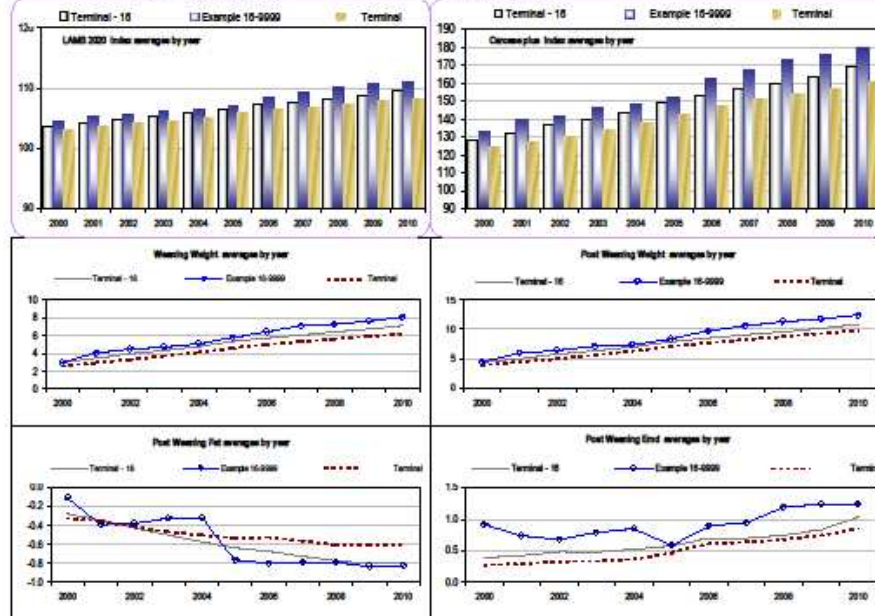 Terminal - 16 Example 16-9999 Terminal
LAMB 2020 Index averages by year
110
90
2000 2001 2002 2003 2004 2005 2006 2007 2008 2009 2010
Terminal - 16 Example 16-9999 Terminal
Carcase plus Index averages by year
190
180
170
160
150
140
130
120
110
100
90
2000 2001 2002 2003 2004 2005 2006 2007 2008 2009 2010
Weaning Weight averages by year
Terminal - 16 Example 16-9999 Terminal
10
8
6
4
2
0
2000 2002 2004 2006 2008 2010
Post Weaning Weight averages by year
Terminal - 16 Example 16-9999 Terminal
15
10
5
0
2000 2002 2004 2006 2008 2010
Post Weaning Fat averages by year
Terminal - 16 Example 16-9999 Terminal
0.0
-0.2
-0.4
-0.6
-0.8
-1.0
2000 2002 2004 2006 2008 2010
Post Weaning Emd averages by year
Terminal - 16 Example 16-9999 Termina
1.5
1.0
0.5
0.0
2000 2002 2004 2006 2008 2010